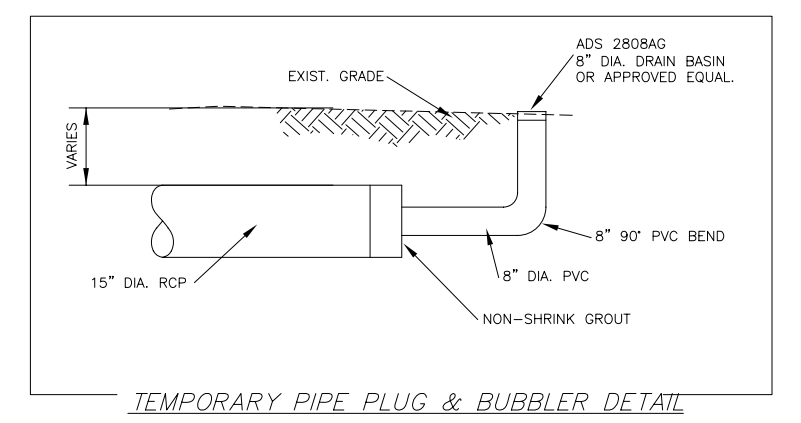 ADS 2808AG
8" DIA. DRAIN BASIN
OR APPROVED EQUAL.
EXIST. GRADE
VARIES
8" 90° PVC BEND
15" DIA. RCP
8" DIA. PVC
NON-SHRINK GROUT
TEMPORARY PIPE PLUG & BUBBLER DETAIL